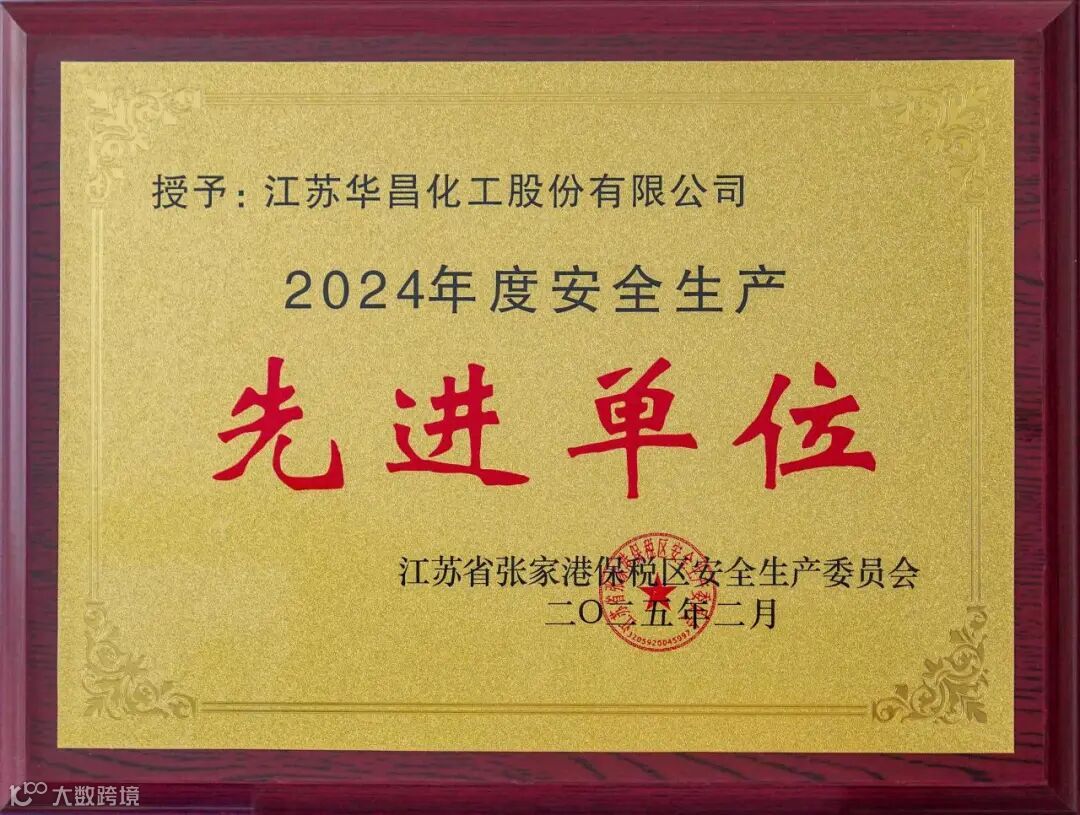 授予：江苏华昌化工股份有限公司
2024年度安全生产
先进单位
江苏省张家港保税区安全生产委员会
二〇二五年二月
大数跨境